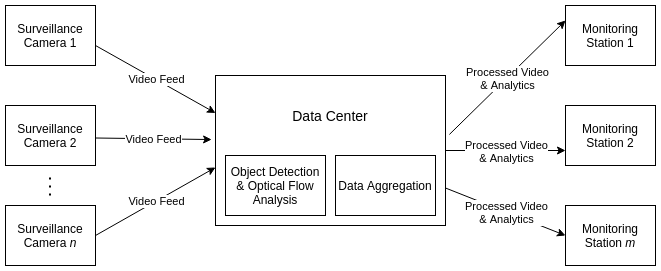 Surveillance
Camera 1
Video Feed
Surveillance
Camera 2
Video Feed
⋮
Surveillance
Camera n
Video Feed
Data Center
Object Detection
& Optical Flow
Analysis
Data Aggregation
Processed Video
& Analytics
Monitoring
Station 1
Processed Video
& Analytics
Monitoring
Station 2
Processed Video
& Analytics
Monitoring
Station m